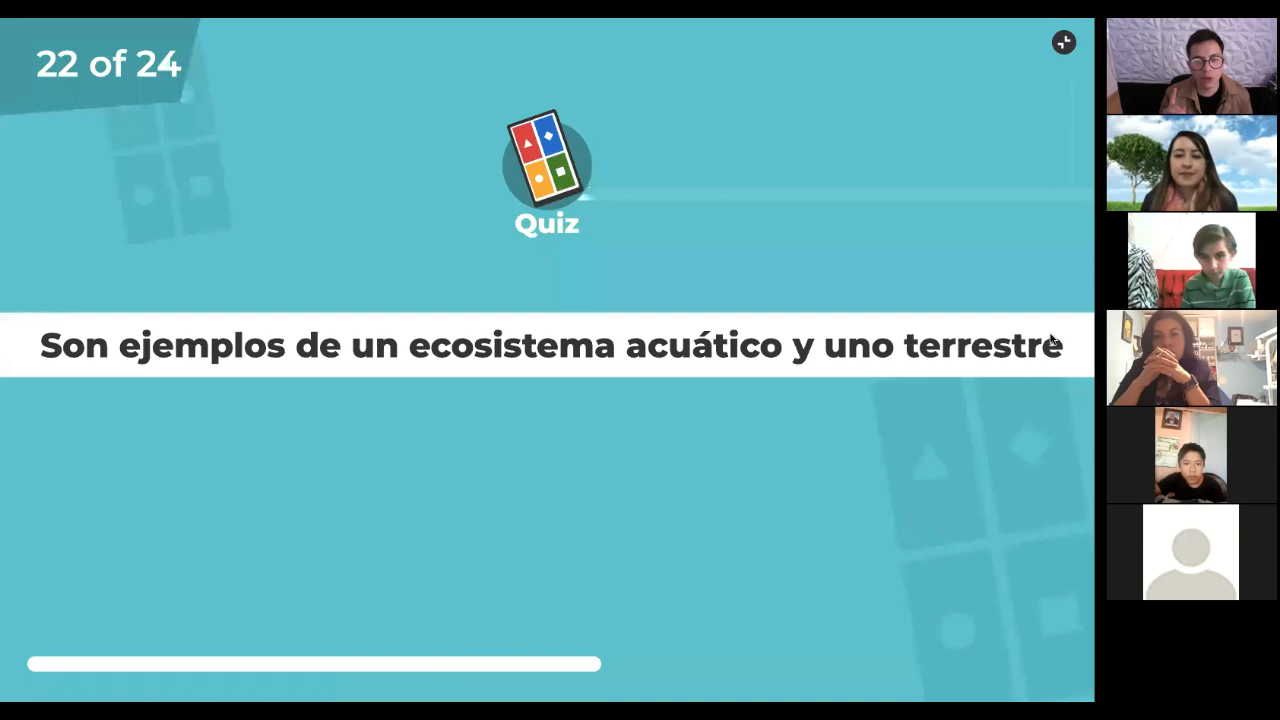 22 of 24
Quiz
Son ejemplos de un ecosistema acuático y uno terrestre